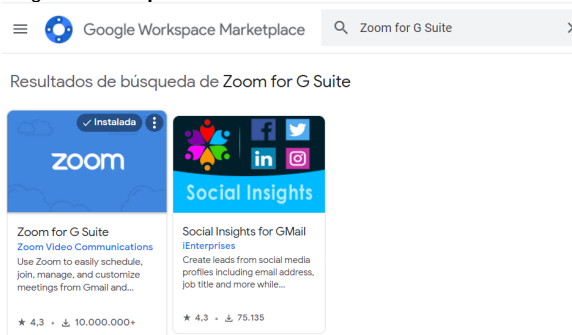 Google Workspace Marketplace
Zoom for G Suite
Resultados de búsqueda de Zoom for G Suite
Instalada
zoom
Zoom for G Suite
Zoom Video Communications
Use Zoom to easily schedule,
join, manage, and customize
meetings from Gmail and...
4,3 • 10.000.000+
f
in
Social Insights
Social Insights for GMail
iEnterprises
Create leads from social media
profiles including email address,
job title and more while...
4,3 • 75.135